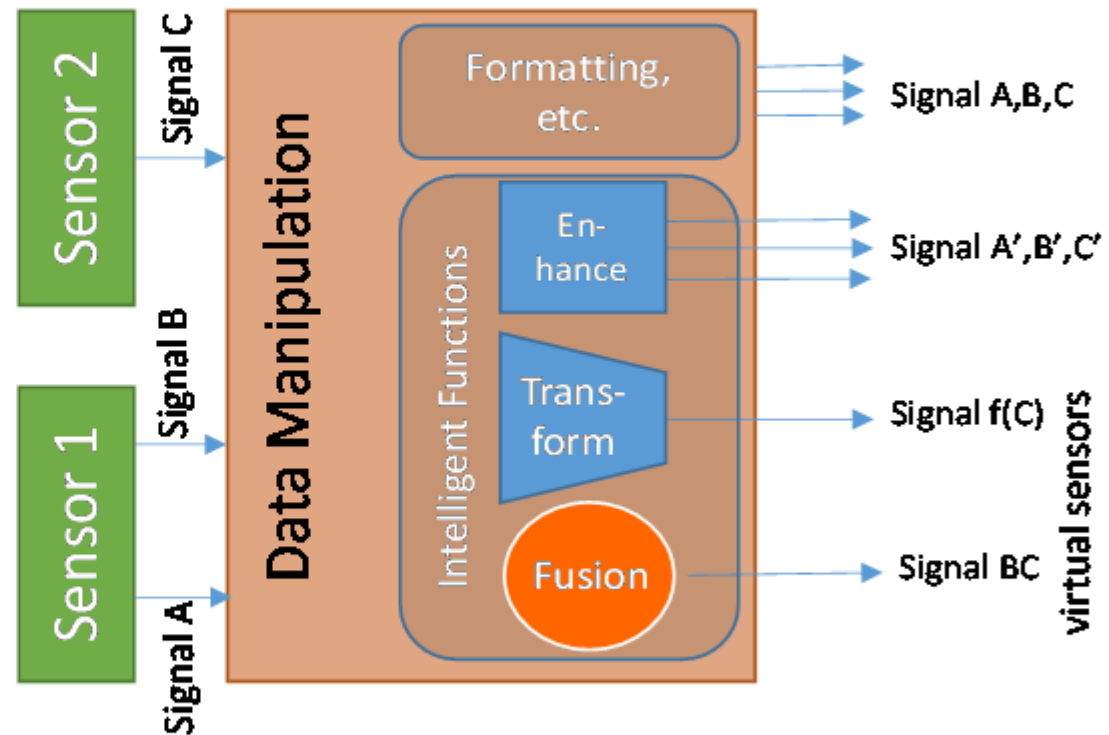 Sensor 2
Signal C
Sensor 1
Signal B
Signal A
Data Manipulation
Formatting,
etc.
Intelligent Functions
En-
hance
Trans-
form
Fusion
Signal A,B,C
Signal A′,B′,C′
Signal f(C)
Signal BC
virtual sensors